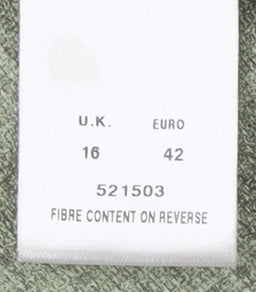 U.K. EURO
16 42
521503
FIBRE CONTENT ON REVERSE